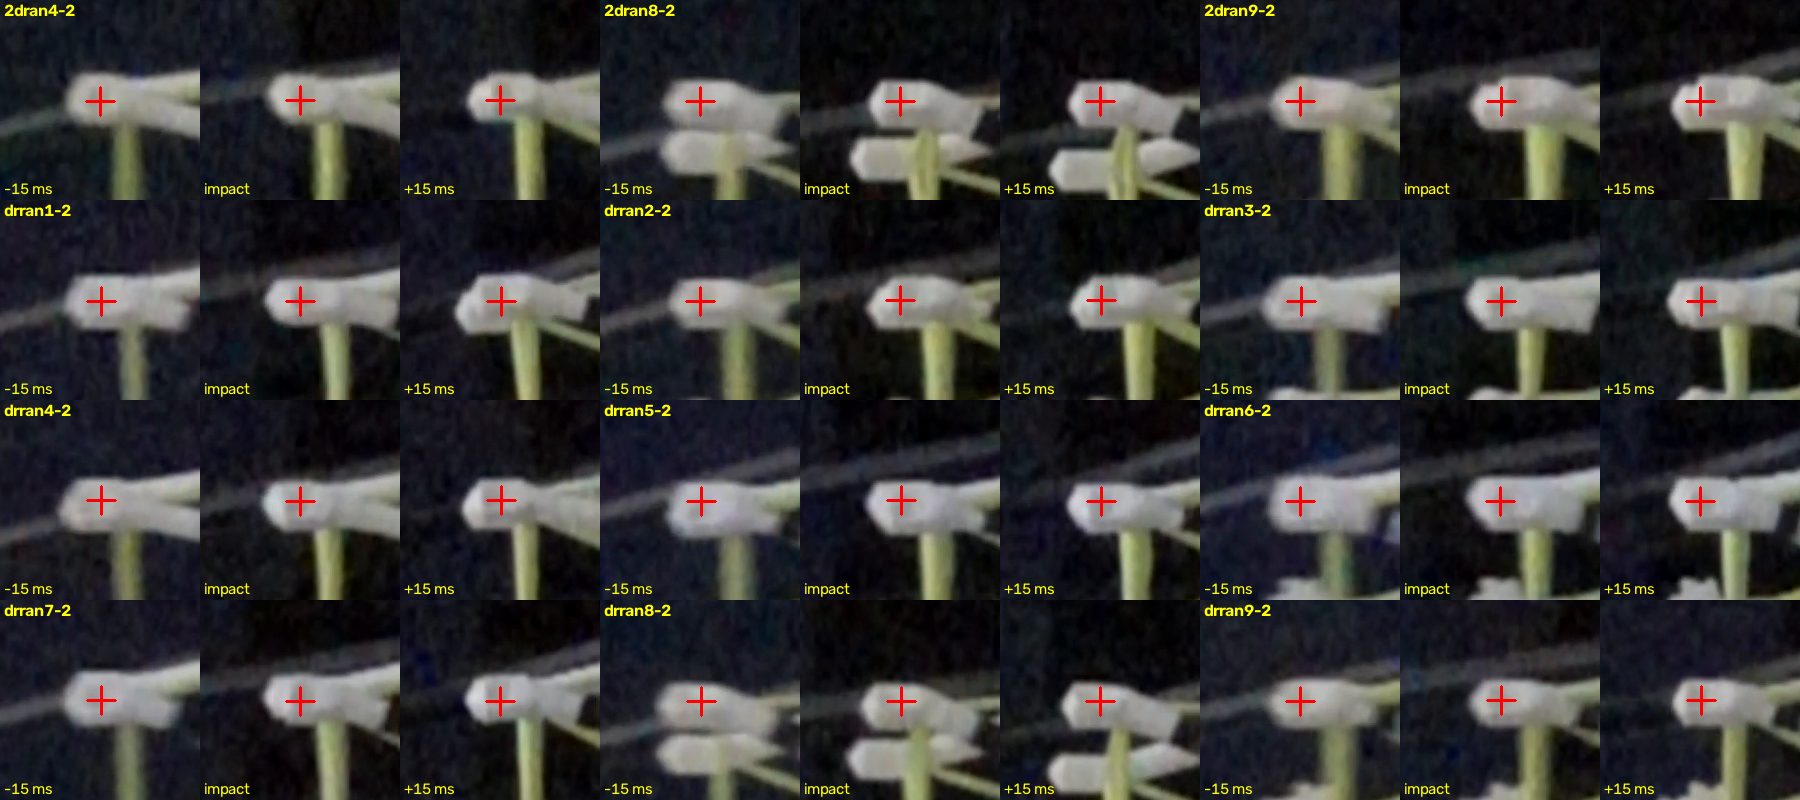 2dran4-2 2dran8-2 2dran9-2
-15 ms impact +15 ms -15 ms impact +15 ms -15 ms impact +15 ms
drran1-2 drran2-2 drran3-2
-15 ms impact +15 ms -15 ms impact +15 ms -15 ms impact +15 ms
drran4-2 drran5-2 drran6-2
-15 ms impact +15 ms -15 ms impact +15 ms -15 ms impact +15 ms
drran7-2 drran8-2 drran9-2
-15 ms impact +15 ms -15 ms impact +15 ms -15 ms impact +15 ms